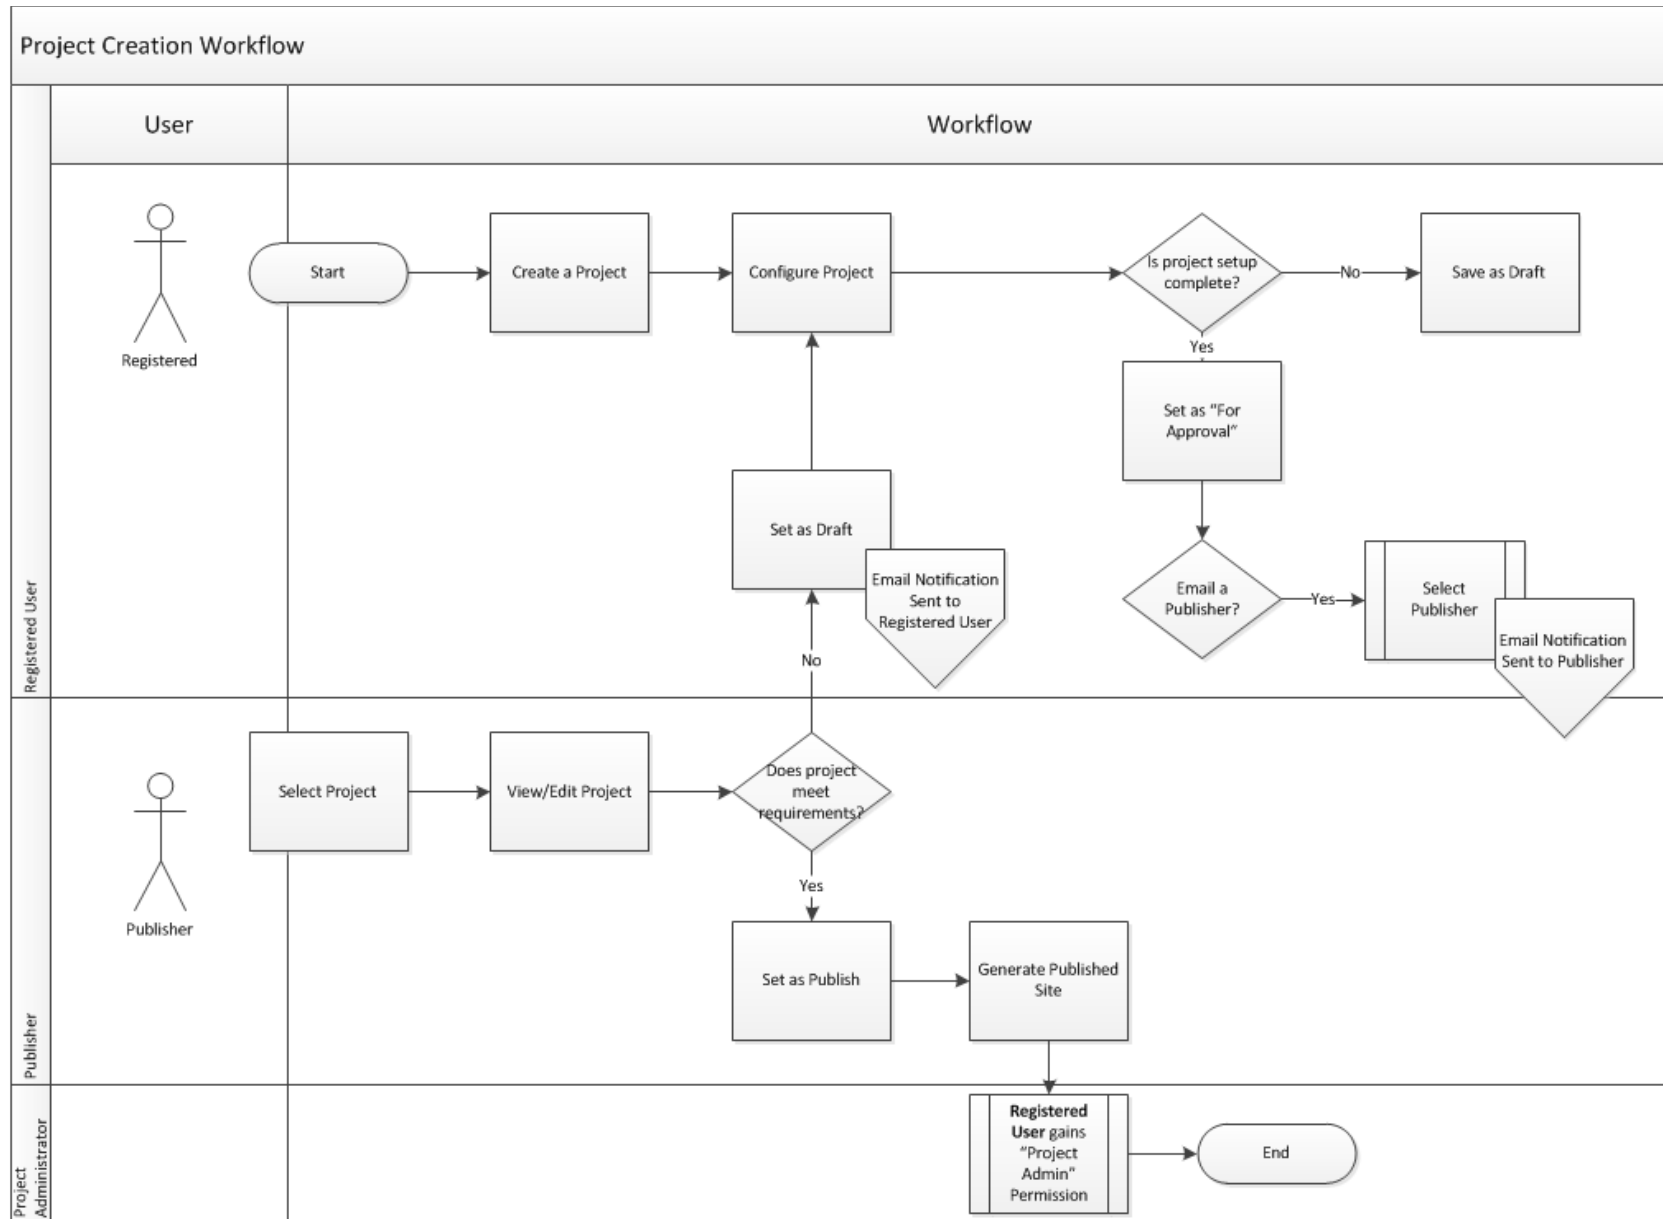 Project Creation Workflow
User
Workflow
Registered User
Registered
Start
Create a Project
Configure Project
Is project setup
complete?
No
Save as Draft
Yes
Set as “For
Approval”
Email a
Publisher?
Yes
Select
Publisher
Email Notification
Sent to Publisher
Set as Draft
Email Notification
Sent to
Registered User
No
Publisher
Publisher
Select Project
View/Edit Project
Does project
meet
requirements?
Yes
Set as Publish
Generate Published
Site
Project
Administrator
Registered
User gains
“Project
Admin”
Permission
End